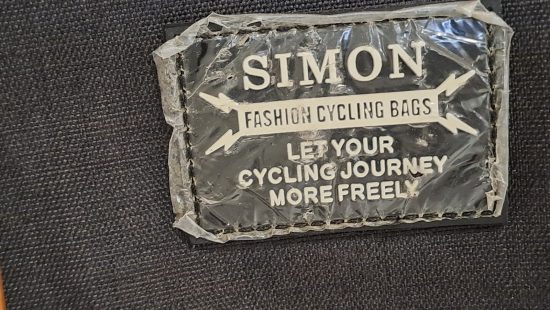 SIMON
FASHION CYCLING BAGS
LET YOUR
CYCLING JOURNEY
MORE FREELY